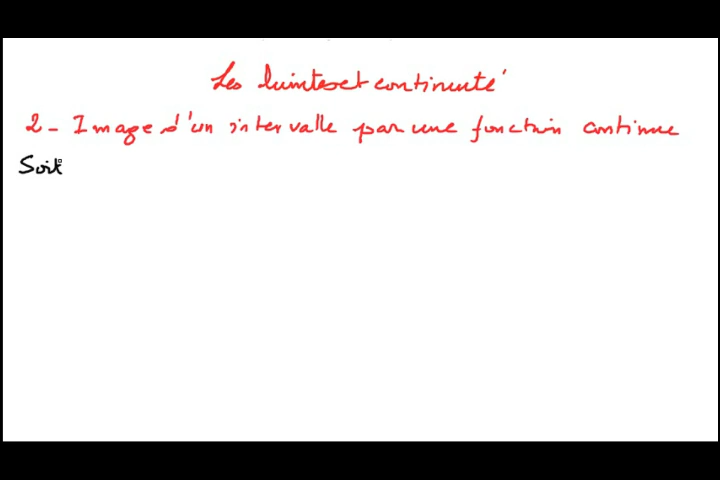 Les limites et continuité
2 - Image d'un intervalle par une fonction continue
Soit